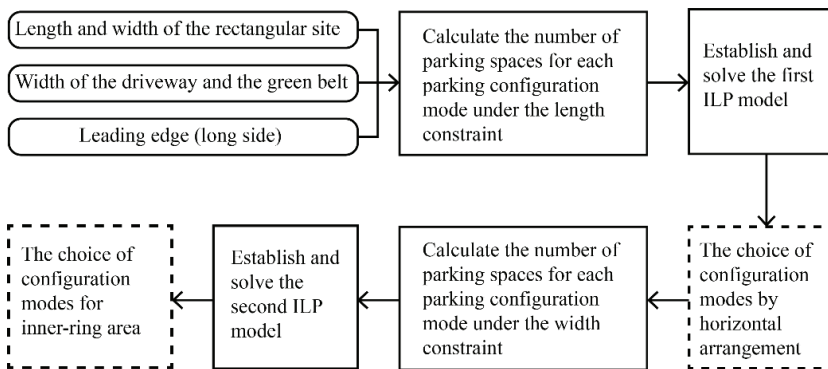 Length and width of the rectangular site
Width of the driveway and the green belt
Leading edge (long side)
Calculate the number of
parking spaces for each
parking configuration
mode under the length
constraint
Establish and
solve the first
ILP model
The choice of
configuration
modes by
horizontal
arrangement
Calculate the number of
parking spaces for each
parking configuration
mode under the width
constraint
Establish and
solve the
second ILP
model
The choice of
configuration
modes for
inner-ring area